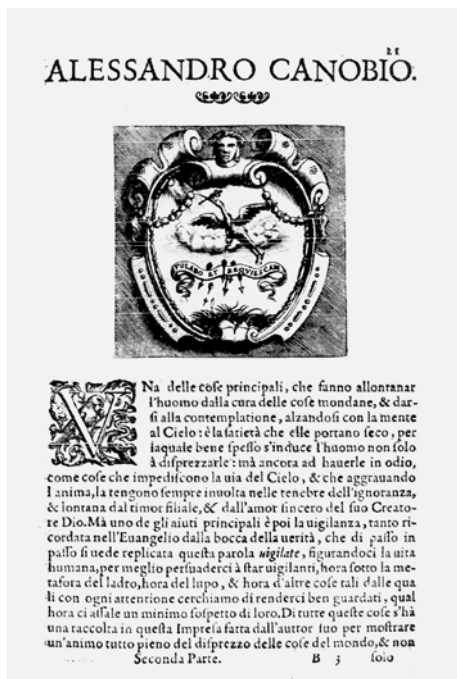 21
ALESSANDRO CANOBIO.
VOLABO ET REQVIESCAM
VNa delle coſe principali, che fanno allontanar
l'huomo dalla cura delle coſe mondane, & dar-
ſi alla contemplatione, alzandoſi con la mente
al Cielo: è la ſatietà che elle portano ſeco, per
laquale bene ſpeſſo s'induce l'huomo non ſolo
à diſprezzarle: mà ancora ad hauerle in odio,
come coſe che impediſcono la uia del Cielo, & che aggrauando
l anima, la tengono ſempre inuolta nelle tenebre dell'ignoranza,
& lontana dal timor filiale, & dall'amor ſincero del ſuo Creato-
re Dio. Mà uno de gli aiuti principali è poi la uigilanza, tanto ri-
cordata nell'Euangelio dalla bocca della uerità, che di paſſo in
paſſo ſi uede replicata queſta parola uigilate, figurandoci la uita
humana, per meglio perſuaderci à ſtar uigilanti, hora ſotto la me-
tafora del ladro, hora del lupo, & hora d'altre coſe tali dalle qua
li con ogni attentione cerchiamo di renderci ben guardati, qual
hora ci aſſale un minimo ſoſpetto di loro. Di tutte queſte coſe s'hà
una raccolta in queſta Impreſa fatta dall'auttor ſuo per moſtrare
un'animo tutto pieno del diſprezzo delle coſe del mondo, & non
Seconda Parte. B 3 ſolo